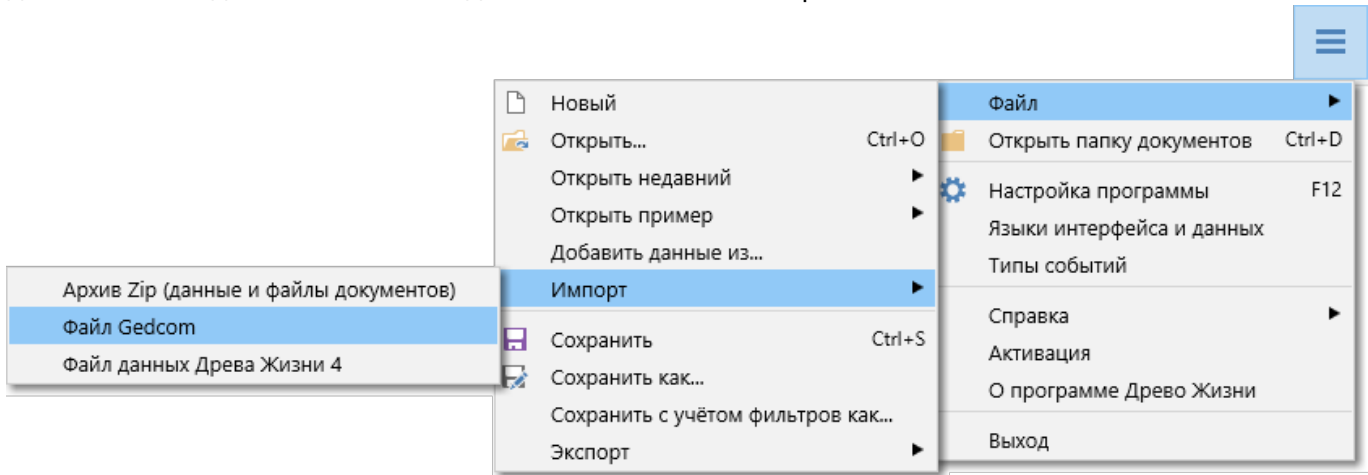 Файл
Открыть папку документов Ctrl+D
Настройка программы F12
Языки интерфейса и данных
Типы событий
Справка
Активация
О программе Древо Жизни
Выход
Новый
Открыть... Ctrl+O
Открыть недавний
Открыть пример
Добавить данные из...
Импорт
Сохранить Ctrl+S
Сохранить как...
Сохранить с учётом фильтров как...
Экспорт
Архив Zip (данные и файлы документов)
Файл Gedcom
Файл данных Древа Жизни 4